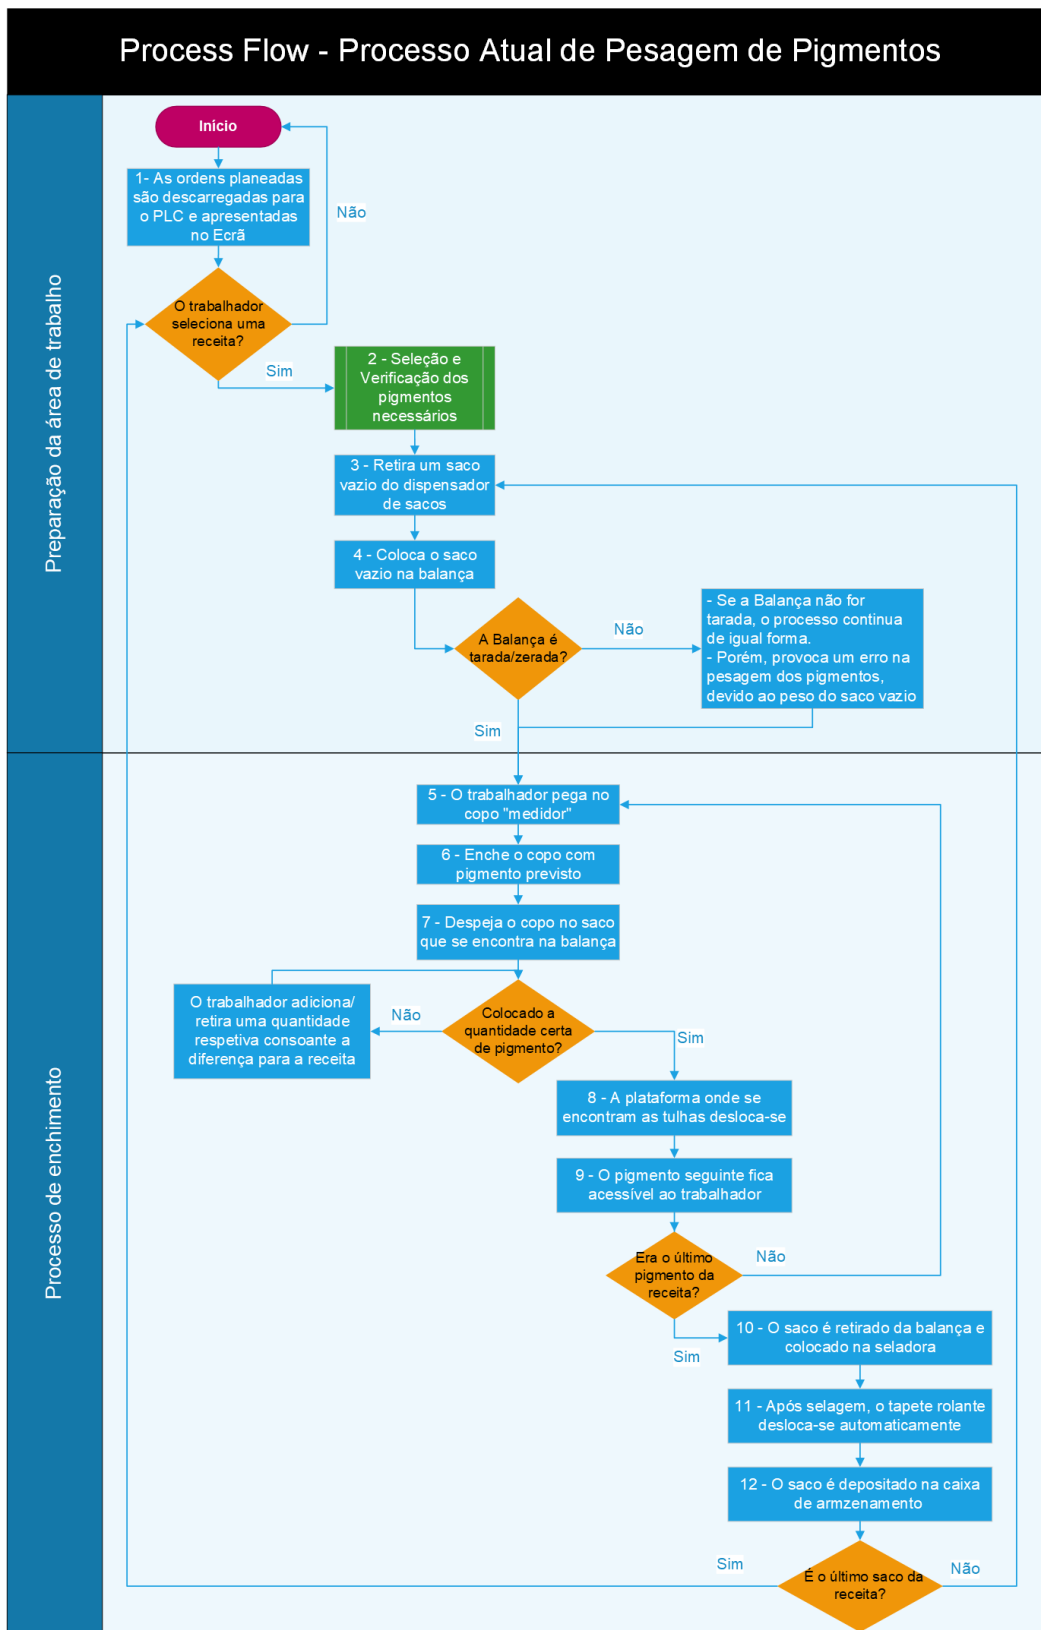 Process Flow - Processo Atual de Pesagem de Pigmentos
Preparação da área de trabalho
Início
1- As ordens planeadas
são descarregadas para
o PLC e apresentadas
no Ecrã
Não
O trabalhador
seleciona uma
receita?
Sim
2 - Seleção e
Verificação dos
pigmentos
necessários
3 - Retira um saco
vazio do dispensador
de sacos
4 - Coloca o saco
vazio na balança
A Balança é
tarada/zerada?
Não
- Se a Balança não for
tarada, o processo continua
de igual forma.
- Porém, provoca um erro na
pesagem dos pigmentos,
devido ao peso do saco vazio
Sim
Processo de enchimento
5 - O trabalhador pega no
copo "medidor"
6 - Enche o copo com
pigmento previsto
7 - Despeja o copo no saco
que se encontra na balança
Colocado a
quantidade certa
de pigmento?
Não
O trabalhador adiciona/
retira uma quantidade
respetiva consoante a
diferença para a receita
Sim
8 - A plataforma onde se
encontram as tulhas desloca-se
9 - O pigmento seguinte fica
acessível ao trabalhador
Era o último
pigmento da
receita?
Não
Sim
10 - O saco é retirado da balança e
colocado na seladora
11 - Após selagem, o tapete rolante
desloca-se automaticamente
12 - O saco é depositado na caixa
de armzenamento
É o último saco da
receita?
Sim
Não